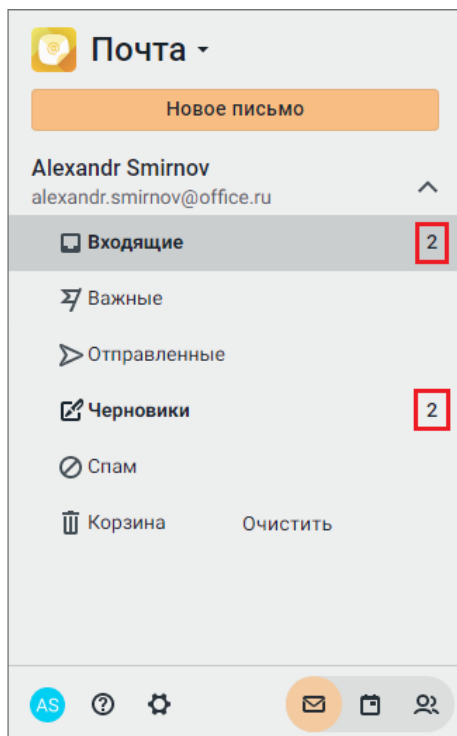 Почта
Новое письмо
Alexandr Smirnov
alexandr.smirnov@office.ru
Входящие 2
Важные
Отправленные
Черновики 2
Спам
Корзина Очистить
AS